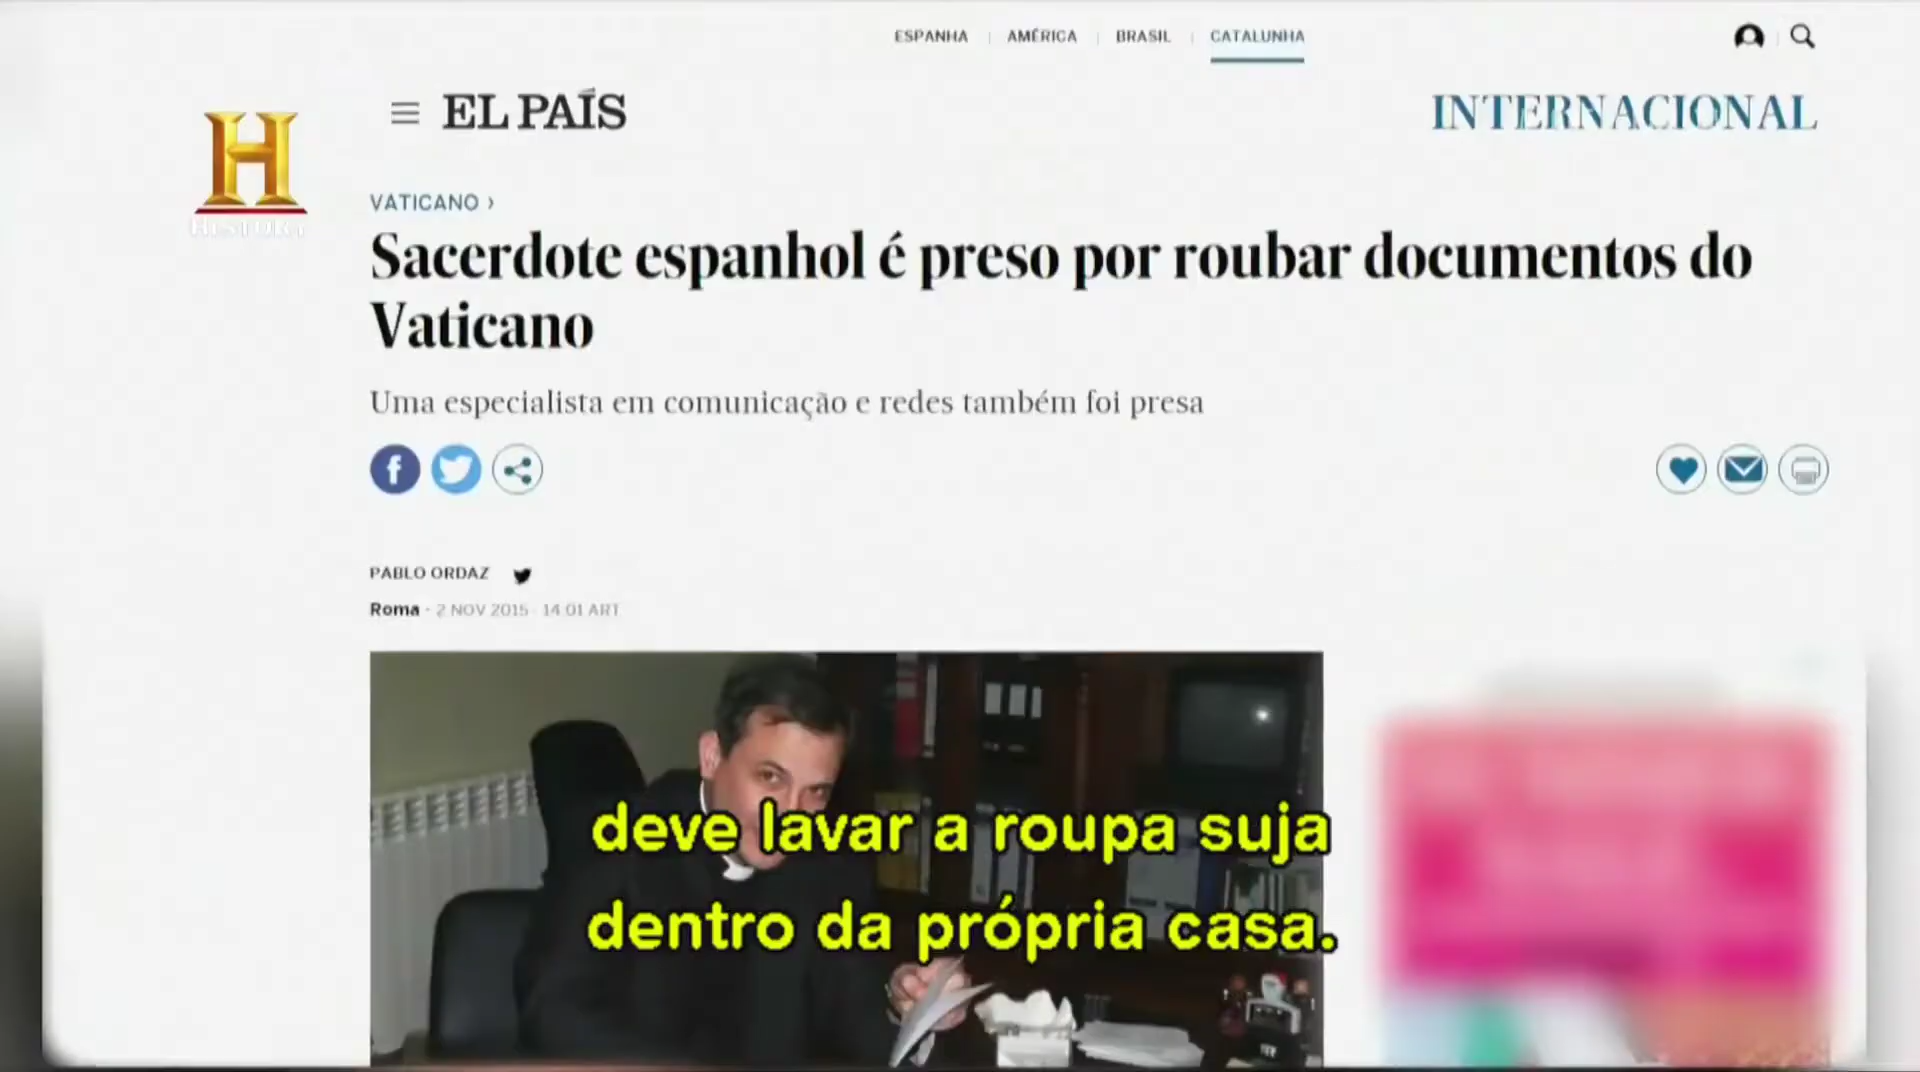 ESPANHA
AMÉRICA
BRASIL
CATALUNHA
EL PAÍS
INTERNACIONAL
H
HISTORY
VATICANO ›
Sacerdote espanhol é preso por roubar documentos do
Vaticano
Uma especialista em comunicação e redes também foi presa
PABLO ORDAZ
Roma - 2 NOV 2015 - 14:01 ART
deve lavar a roupa suja
dentro da própria casa.